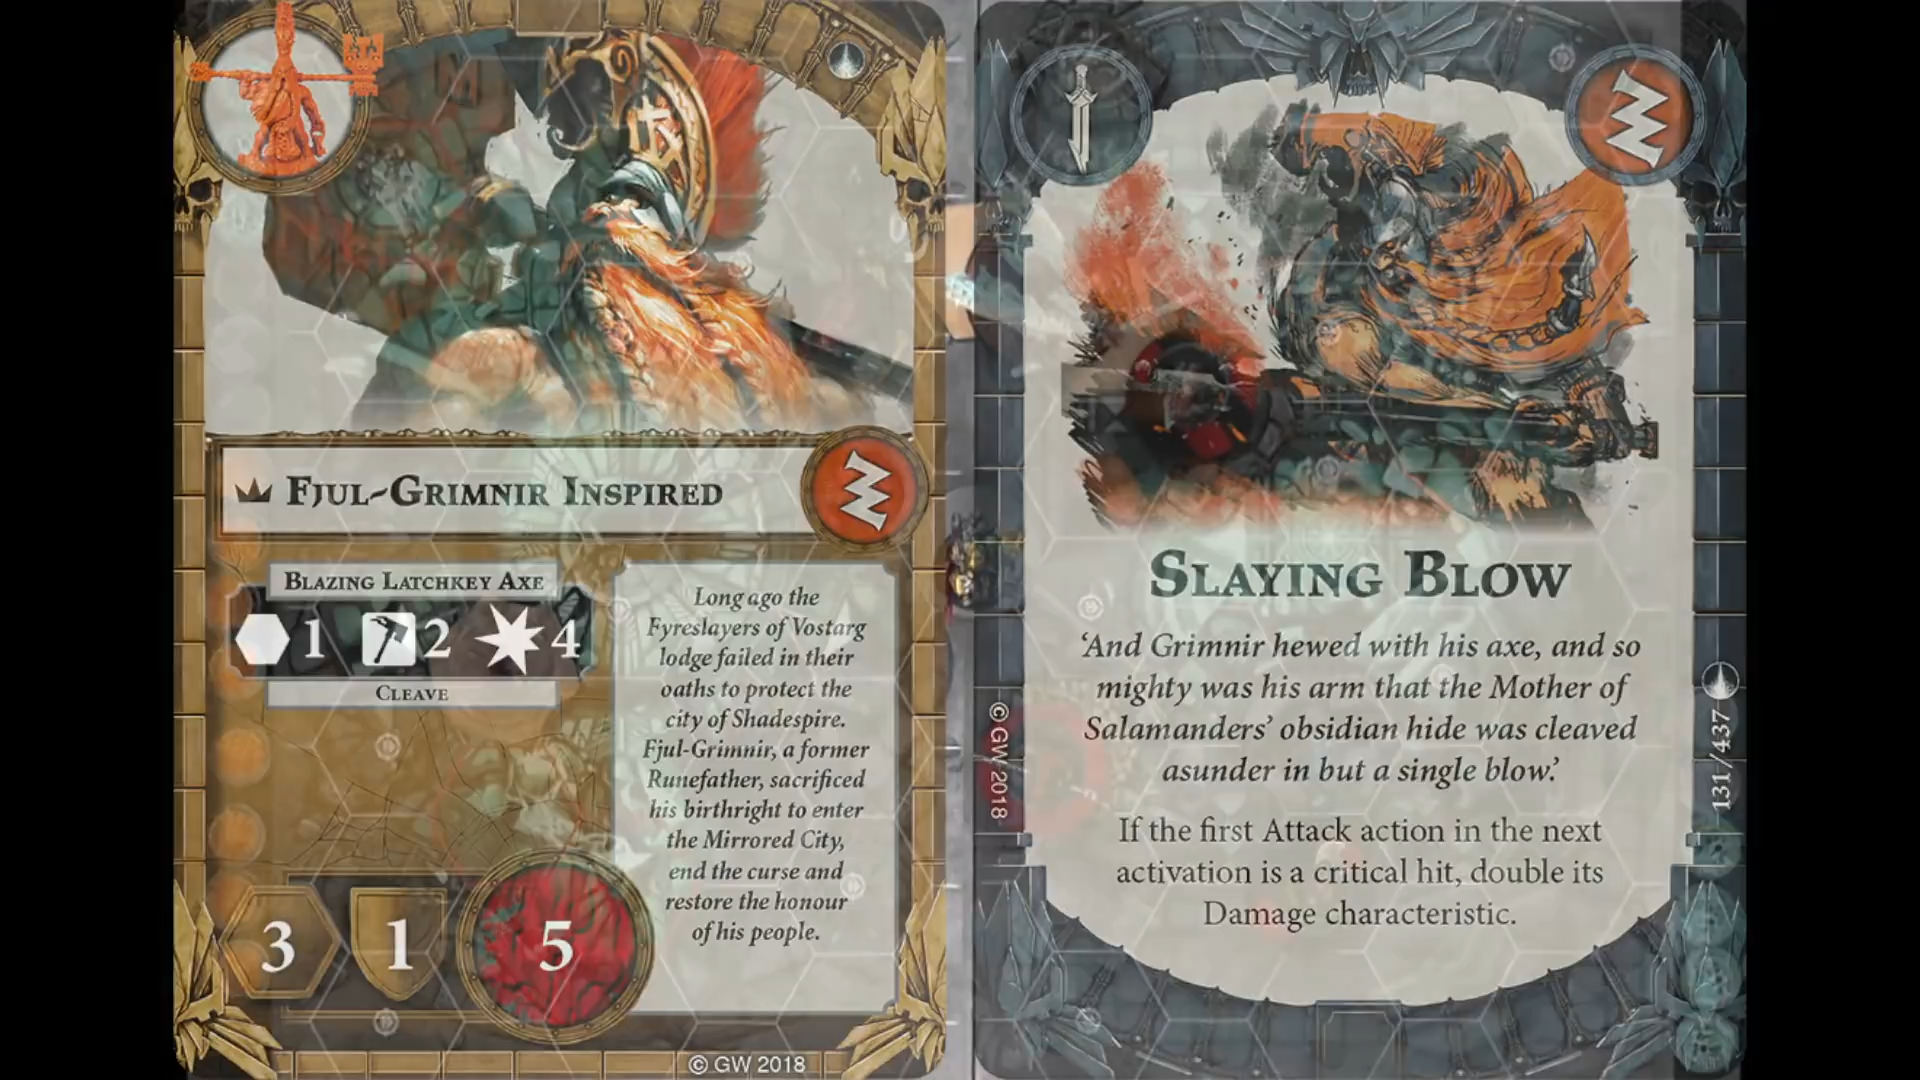 Fjul-Grimnir Inspired
Blazing Latchkey Axe
1 2 4
Cleave
Long ago the
Fyreslayers of Vostarg
lodge failed in their
oaths to protect the
city of Shadespire.
Fjul-Grimnir, a former
Runefather, sacrificed
his birthright to enter
the Mirrored City,
end the curse and
restore the honour
of his people.
3 1 5
© GW 2018
Slaying Blow
‘And Grimnir hewed with his axe, and so
mighty was his arm that the Mother of
Salamanders’ obsidian hide was cleaved
asunder in but a single blow.’
If the first Attack action in the next
activation is a critical hit, double its
Damage characteristic.
© GW 2018
131/437